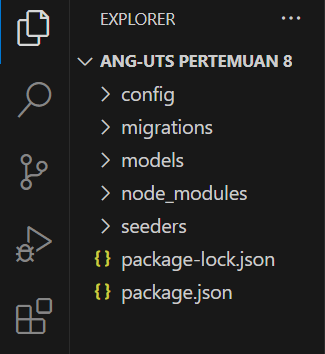 EXPLORER
ANG-UTS PERTEMUAN 8
config
migrations
models
node_modules
seeders
{} package-lock.json
{} package.json